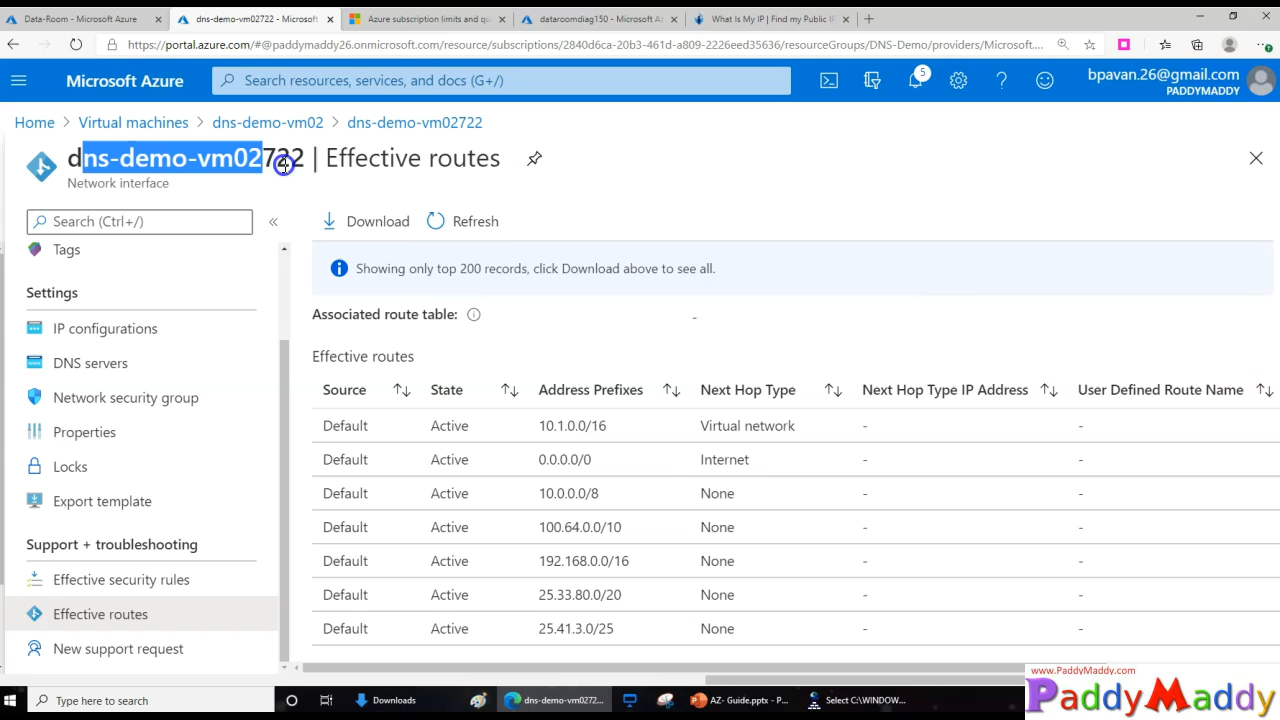 Data-Room - Microsoft Azure
dns-demo-vm02722 - Microsoft
Azure subscription limits and qu
dataroomdiag150 - Microsoft A
What Is My IP | Find my Public IP
https://portal.azure.com/#@paddymaddy26.onmicrosoft.com/resource/subscriptions/2840d6ca-20b3-461d-a809-2226eed35636/resourceGroups/DNS-Demo/providers/Microsoft....
Microsoft Azure
Search resources, services, and docs (G+/)
5
bpavan.26@gmail.com
PADDYMADDY
Home > Virtual machines > dns-demo-vm02 > dns-demo-vm02722
dns-demo-vm02722 | Effective routes
Network interface
Search (Ctrl+/)
«
Download
Refresh
Tags
Showing only top 200 records, click Download above to see all.
Settings
IP configurations
DNS servers
Network security group
Properties
Locks
Export template
Support + troubleshooting
Effective security rules
Effective routes
New support request
Associated route table: -
Effective routes
Source State Address Prefixes Next Hop Type Next Hop Type IP Address User Defined Route Name
Default Active 10.1.0.0/16 Virtual network - -
Default Active 0.0.0.0/0 Internet - -
Default Active 10.0.0.0/8 None - -
Default Active 100.64.0.0/10 None - -
Default Active 192.168.0.0/16 None - -
Default Active 25.33.80.0/20 None - -
Default Active 25.41.3.0/25 None - -
www.PaddyMaddy.com
PaddyMaddy
Type here to search
Downloads
dns-demo-vm0272...
AZ- Guide.pptx - P...
Select C:\WINDOW...